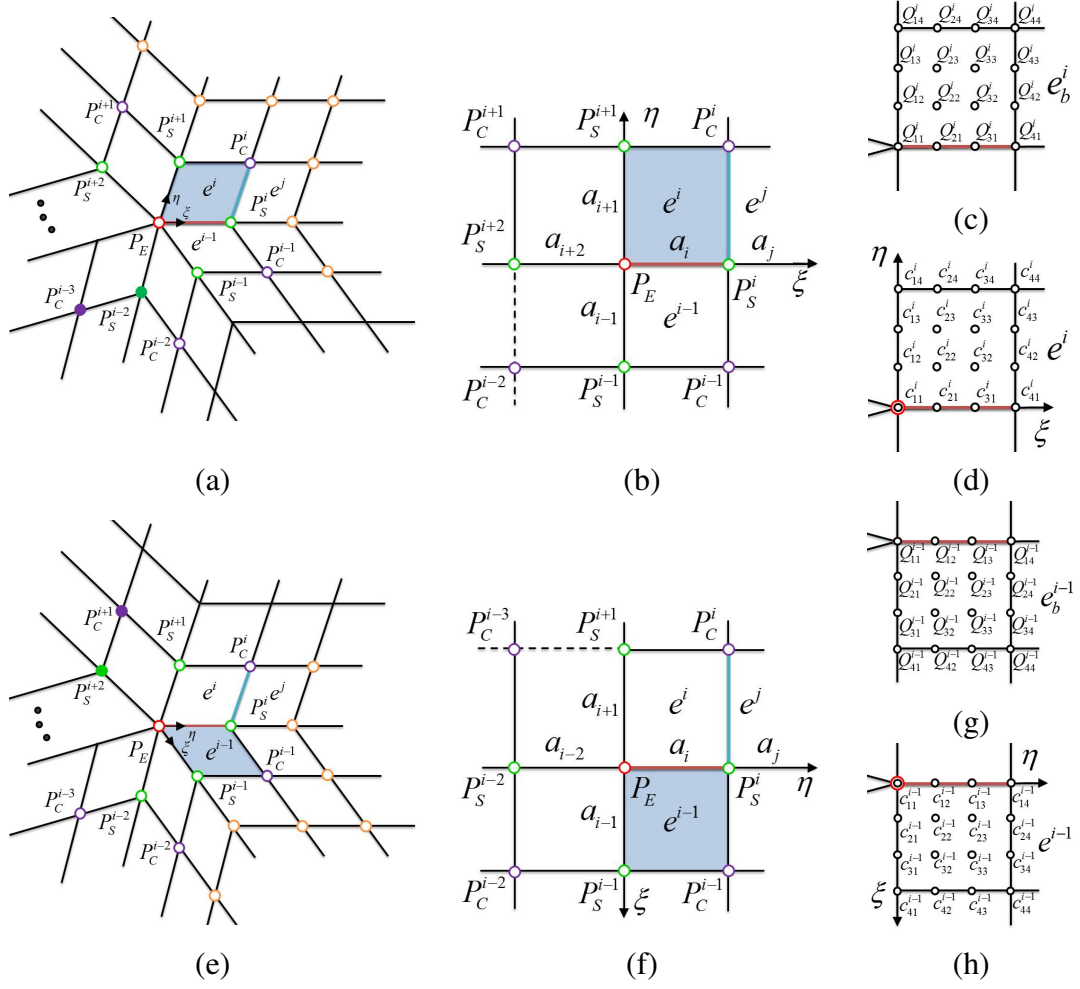 P_C^{i+1}
P_S^{i+1}
P_C^i
P_S^{i+2}
e^i
P_S^i
e^j
η
ξ
P_E
e^{i-1}
P_C^{i-1}
P_S^{i-1}
P_C^{i-3}
P_S^{i-2}
P_C^{i-2}
(a)
P_C^{i+1} P_S^{i+1} η P_C^i
a_{i+1} e^i e^j
P_S^{i+2} a_{i+2} a_i a_j
P_E P_S^i ξ
a_{i-1} e^{i-1}
P_C^{i-2} P_S^{i-1} P_C^{i-1}
(b)
Q_{14}^i Q_{24}^i Q_{34}^i Q_{44}^i
Q_{13}^i Q_{23}^i Q_{33}^i Q_{43}^i
e_b^i
Q_{12}^i Q_{22}^i Q_{32}^i Q_{42}^i
Q_{11}^i Q_{21}^i Q_{31}^i Q_{41}^i
(c)
η
c_{14}^i c_{24}^i c_{34}^i c_{44}^i
c_{13}^i c_{23}^i c_{33}^i c_{43}^i
c_{12}^i c_{22}^i c_{32}^i c_{42}^i
e^i
c_{11}^i c_{21}^i c_{31}^i c_{41}^i
ξ
(d)
P_C^{i+1}
P_S^{i+1}
P_C^i
P_S^{i+2}
e^i
P_S^i
e^j
η
ξ
P_E
e^{i-1}
P_C^{i-1}
P_S^{i-1}
P_C^{i-3}
P_S^{i-2}
P_C^{i-2}
(e)
P_C^{i-3} P_S^{i+1} P_C^i
a_{i+1} e^i e^j
a_{i-2} a_i a_j
P_S^{i-2} P_E P_S^i η
a_{i-1} e^{i-1}
P_C^{i-2} P_S^{i-1} ξ P_C^{i-1}
(f)
Q_{11}^{i-1} Q_{12}^{i-1} Q_{13}^{i-1} Q_{14}^{i-1}
Q_{21}^{i-1} Q_{22}^{i-1} Q_{23}^{i-1} Q_{24}^{i-1}
e_b^{i-1}
Q_{31}^{i-1} Q_{32}^{i-1} Q_{33}^{i-1} Q_{34}^{i-1}
Q_{41}^{i-1} Q_{42}^{i-1} Q_{43}^{i-1} Q_{44}^{i-1}
(g)
η
c_{11}^{i-1} c_{12}^{i-1} c_{13}^{i-1} c_{14}^{i-1}
c_{21}^{i-1} c_{22}^{i-1} c_{23}^{i-1} c_{24}^{i-1}
e^{i-1}
c_{31}^{i-1} c_{32}^{i-1} c_{33}^{i-1} c_{34}^{i-1}
ξ
c_{41}^{i-1} c_{42}^{i-1} c_{43}^{i-1} c_{44}^{i-1}
(h)